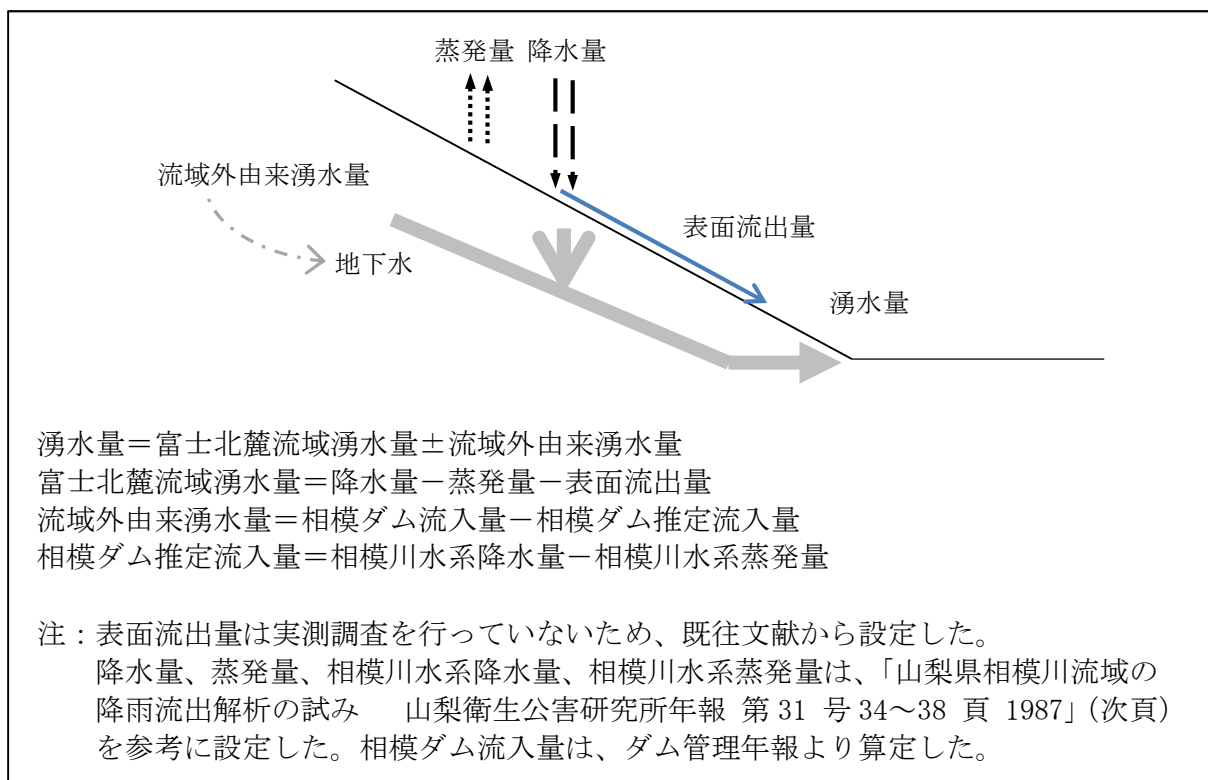 蒸発量 降水量
流域外由来湧水量
表面流出量
地下水
湧水量
湧水量＝富士北麓流域湧水量±流域外由来湧水量
富士北麓流域湧水量＝降水量－蒸発量－表面流出量
流域外由来湧水量＝相模ダム流入量－相模ダム推定流入量
相模ダム推定流入量＝相模川水系降水量－相模川水系蒸発量
注：表面流出量は実測調査を行っていないため、既往文献から設定した。
降水量、蒸発量、相模川水系降水量、相模川水系蒸発量は、「山梨県相模川流域の
降雨流出解析の試み　山梨衛生公害研究所年報 第31 号34～38 頁 1987」(次頁)
を参考に設定した。相模ダム流入量は、ダム管理年報より算定した。